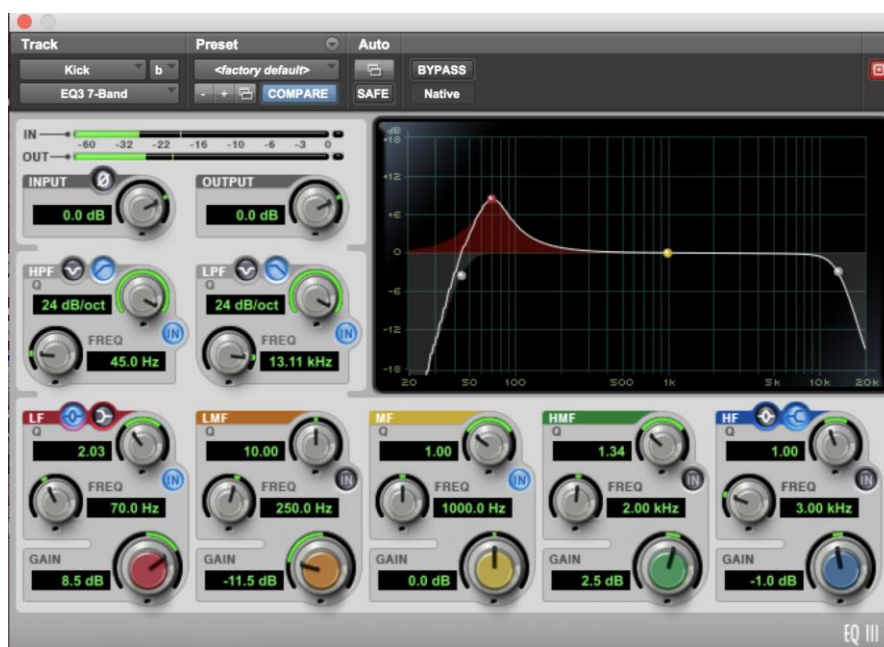 Track Preset Auto
Kick b <factory default> BYPASS
EQ3 7-Band - + COMPARE SAFE Native
IN
-60 -32 -22 -16 -10 -6 -3 0
OUT
INPUT Ø OUTPUT
0.0 dB 0.0 dB
HPF LPF
Q Q
24 dB/oct 24 dB/oct
IN IN
FREQ FREQ
45.0 Hz 13.11 kHz
dB
+18
+12
+6
0
-6
-12
-18
20 50 100 500 1k 5k 10k 20k
LF LMF MF HMF HF
Q Q Q Q Q
2.03 10.00 1.00 1.34 1.00
IN IN IN IN IN
FREQ FREQ FREQ FREQ FREQ
70.0 Hz 250.0 Hz 1000.0 Hz 2.00 kHz 3.00 kHz
GAIN GAIN GAIN GAIN GAIN
8.5 dB -11.5 dB 0.0 dB 2.5 dB -1.0 dB
EQ III